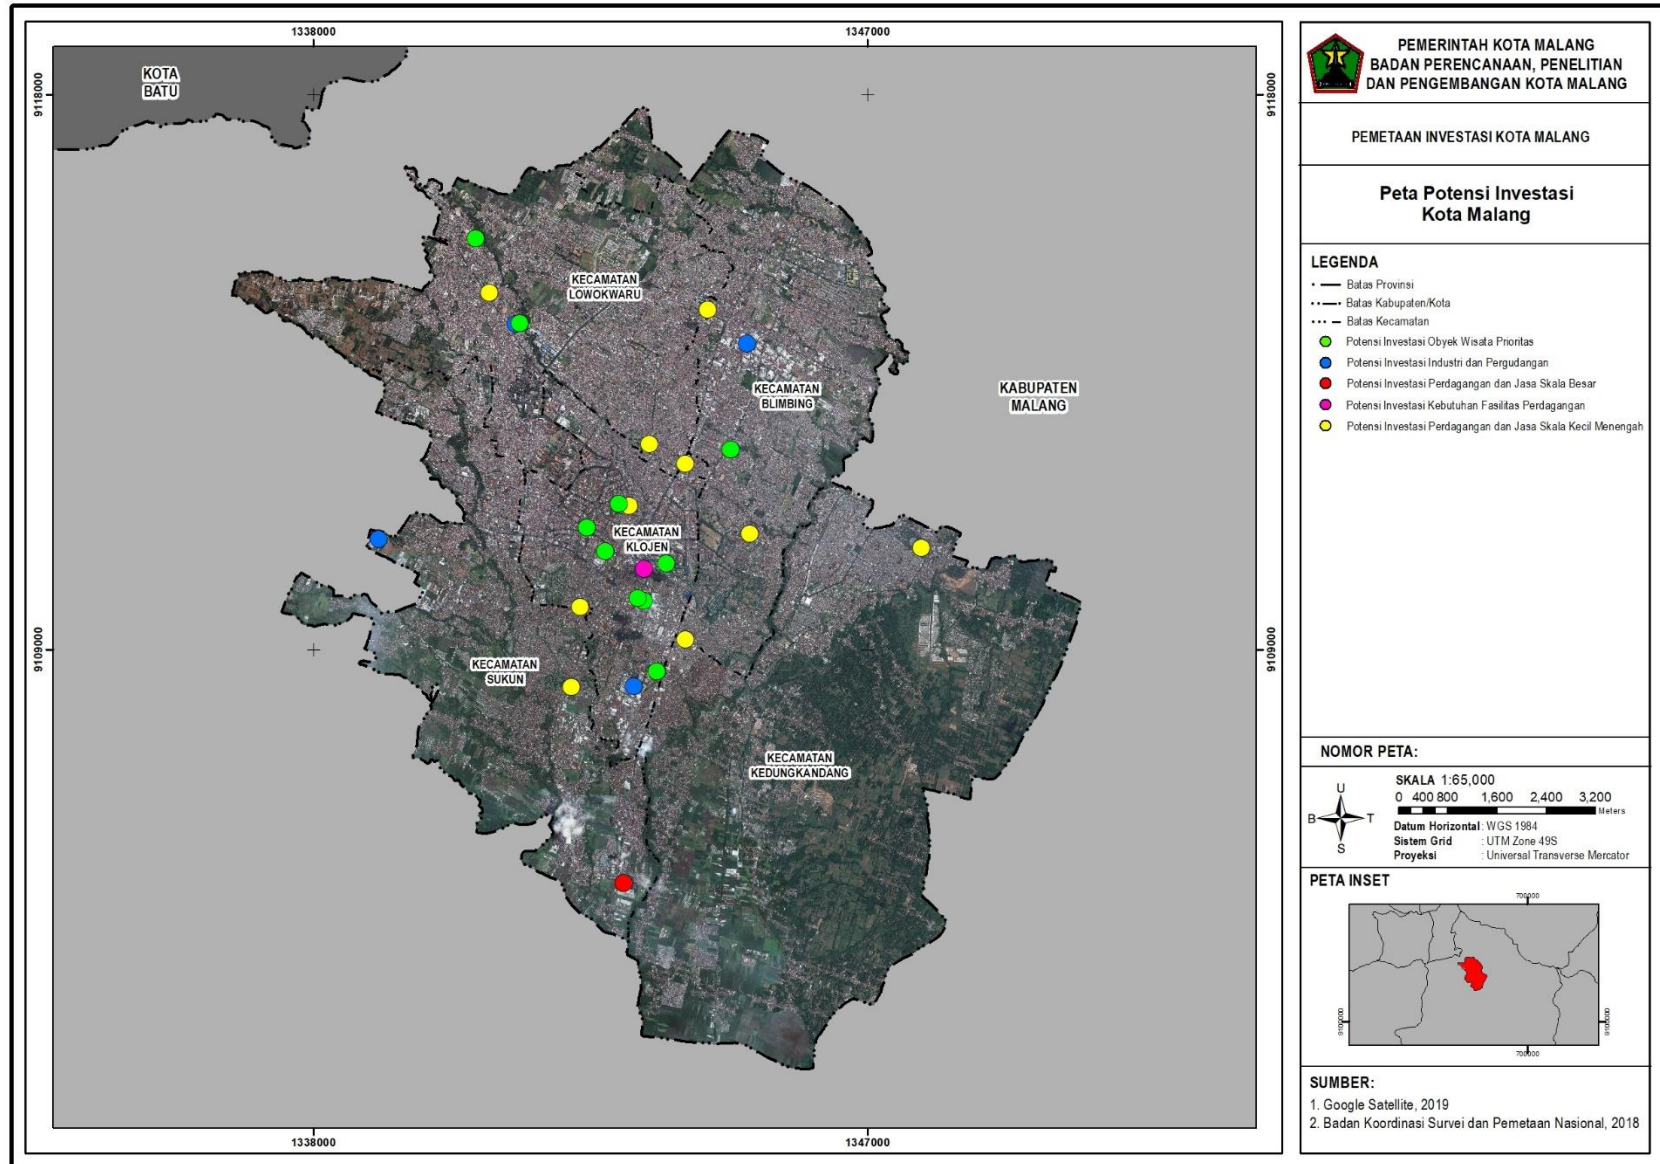 1338000
1347000
9118000
9118000
KOTA
BATU
KECAMATAN
LOWOKWARU
KECAMATAN
BLIMBING
KABUPATEN
MALANG
KECAMATAN
KLOJEN
9109000
9109000
KECAMATAN
SUKUN
KECAMATAN
KEDUNGKANDANG
1338000
1347000
PEMERINTAH KOTA MALANG
BADAN PERENCANAAN, PENELITIAN
DAN PENGEMBANGAN KOTA MALANG
PEMETAAN INVESTASI KOTA MALANG
Peta Potensi Investasi
Kota Malang
LEGENDA
Batas Provinsi
Batas Kabupaten/Kota
Batas Kecamatan
Potensi Investasi Obyek Wisata Prioritas
Potensi Investasi Industri dan Pergudangan
Potensi Investasi Perdagangan dan Jasa Skala Besar
Potensi Investasi Kebutuhan Fasilitas Perdagangan
Potensi Investasi Perdagangan dan Jasa Skala Kecil Menengah
NOMOR PETA:
U
B T
S
SKALA 1:65,000
0 400 800 1,600 2,400 3,200
Meters
Datum Horizontal : WGS 1984
Sistem Grid : UTM Zone 49S
Proyeksi : Universal Transverse Mercator
PETA INSET
700000
9100000
9100000
700000
SUMBER:
1. Google Satellite, 2019
2. Badan Koordinasi Survei dan Pemetaan Nasional, 2018